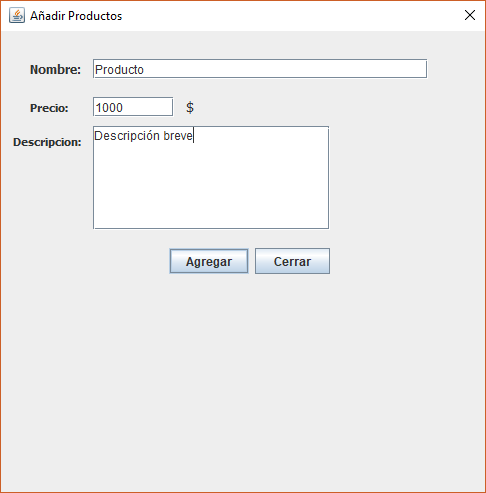 Añadir Productos
Nombre: Producto
Precio: 1000 $
Descripcion: Descripción breve
Agregar Cerrar